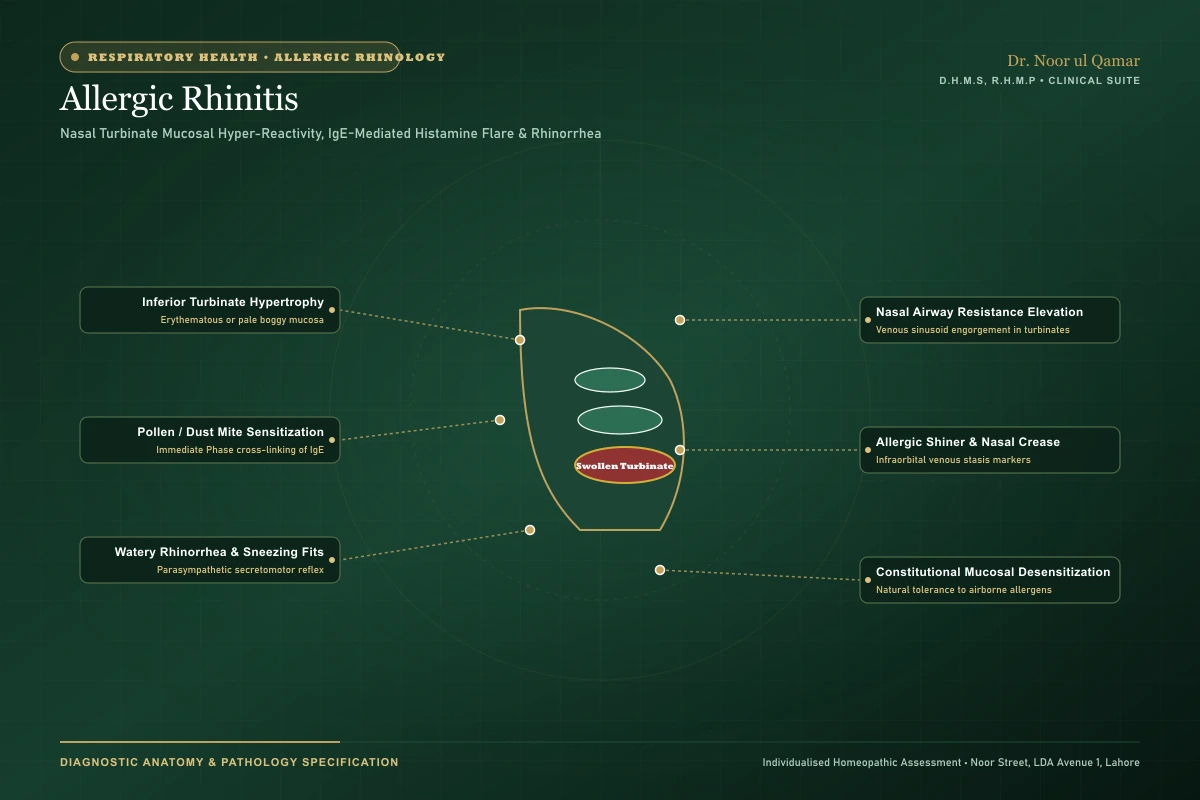 RESPIRATORY HEALTH • ALLERGIC RHINOLOGY
Allergic Rhinitis
Nasal Turbinate Mucosal Hyper-Reactivity, IgE-Mediated Histamine Flare & Rhinorrhea
Dr. Noor ul Qamar
D.H.M.S, R.H.M.P • CLINICAL SUITE
Inferior Turbinate Hypertrophy
Erythematous or pale boggy mucosa
Pollen / Dust Mite Sensitization
Immediate Phase cross-linking of IgE
Watery Rhinorrhea & Sneezing Fits
Parasympathetic secretomotor reflex
Swollen Turbinate
Nasal Airway Resistance Elevation
Venous sinusoid engorgement in turbinates
Allergic Shiner & Nasal Crease
Infraorbital venous stasis markers
Constitutional Mucosal Desensitization
Natural tolerance to airborne allergens
DIAGNOSTIC ANATOMY & PATHOLOGY SPECIFICATION
Individualised Homeopathic Assessment • Noor Street, LDA Avenue 1, Lahore